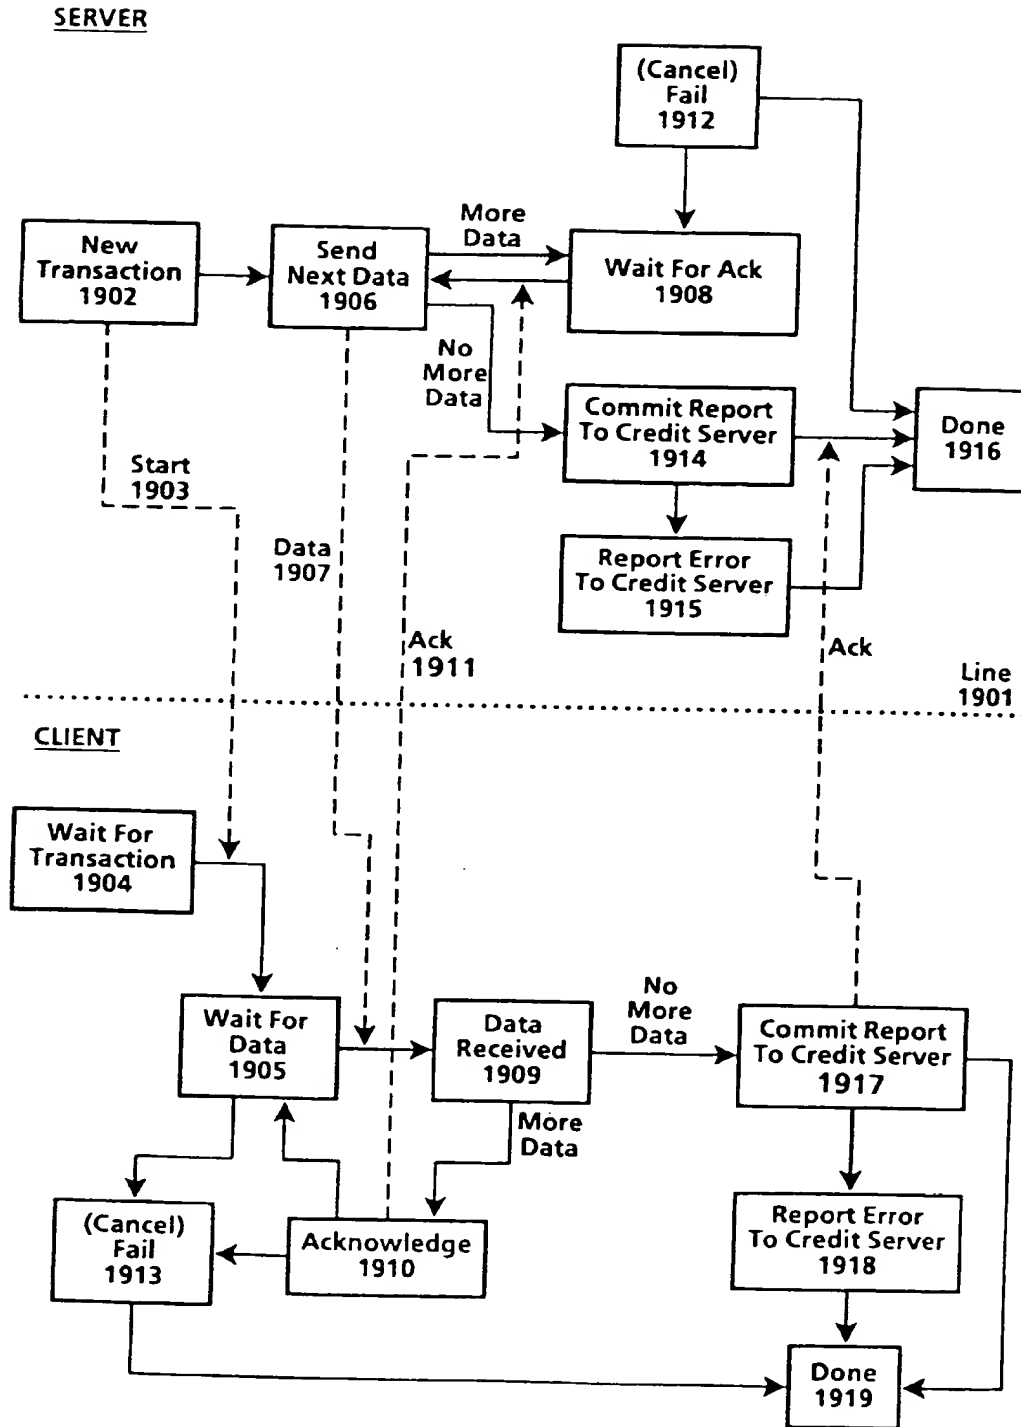 SERVER
(Cancel)
Fail
1912
New
Transaction
1902
Send
Next Data
1906
More
Data
Wait For Ack
1908
No
More
Data
Commit Report
To Credit Server
1914
Done
1916
Start
1903
Data
1907
Report Error
To Credit Server
1915
Ack
1911
Ack
Line
1901
CLIENT
Wait For
Transaction
1904
Wait For
Data
1905
Data
Received
1909
No
More
Data
Commit Report
To Credit Server
1917
More
Data
(Cancel)
Fail
1913
Acknowledge
1910
Report Error
To Credit Server
1918
Done
1919